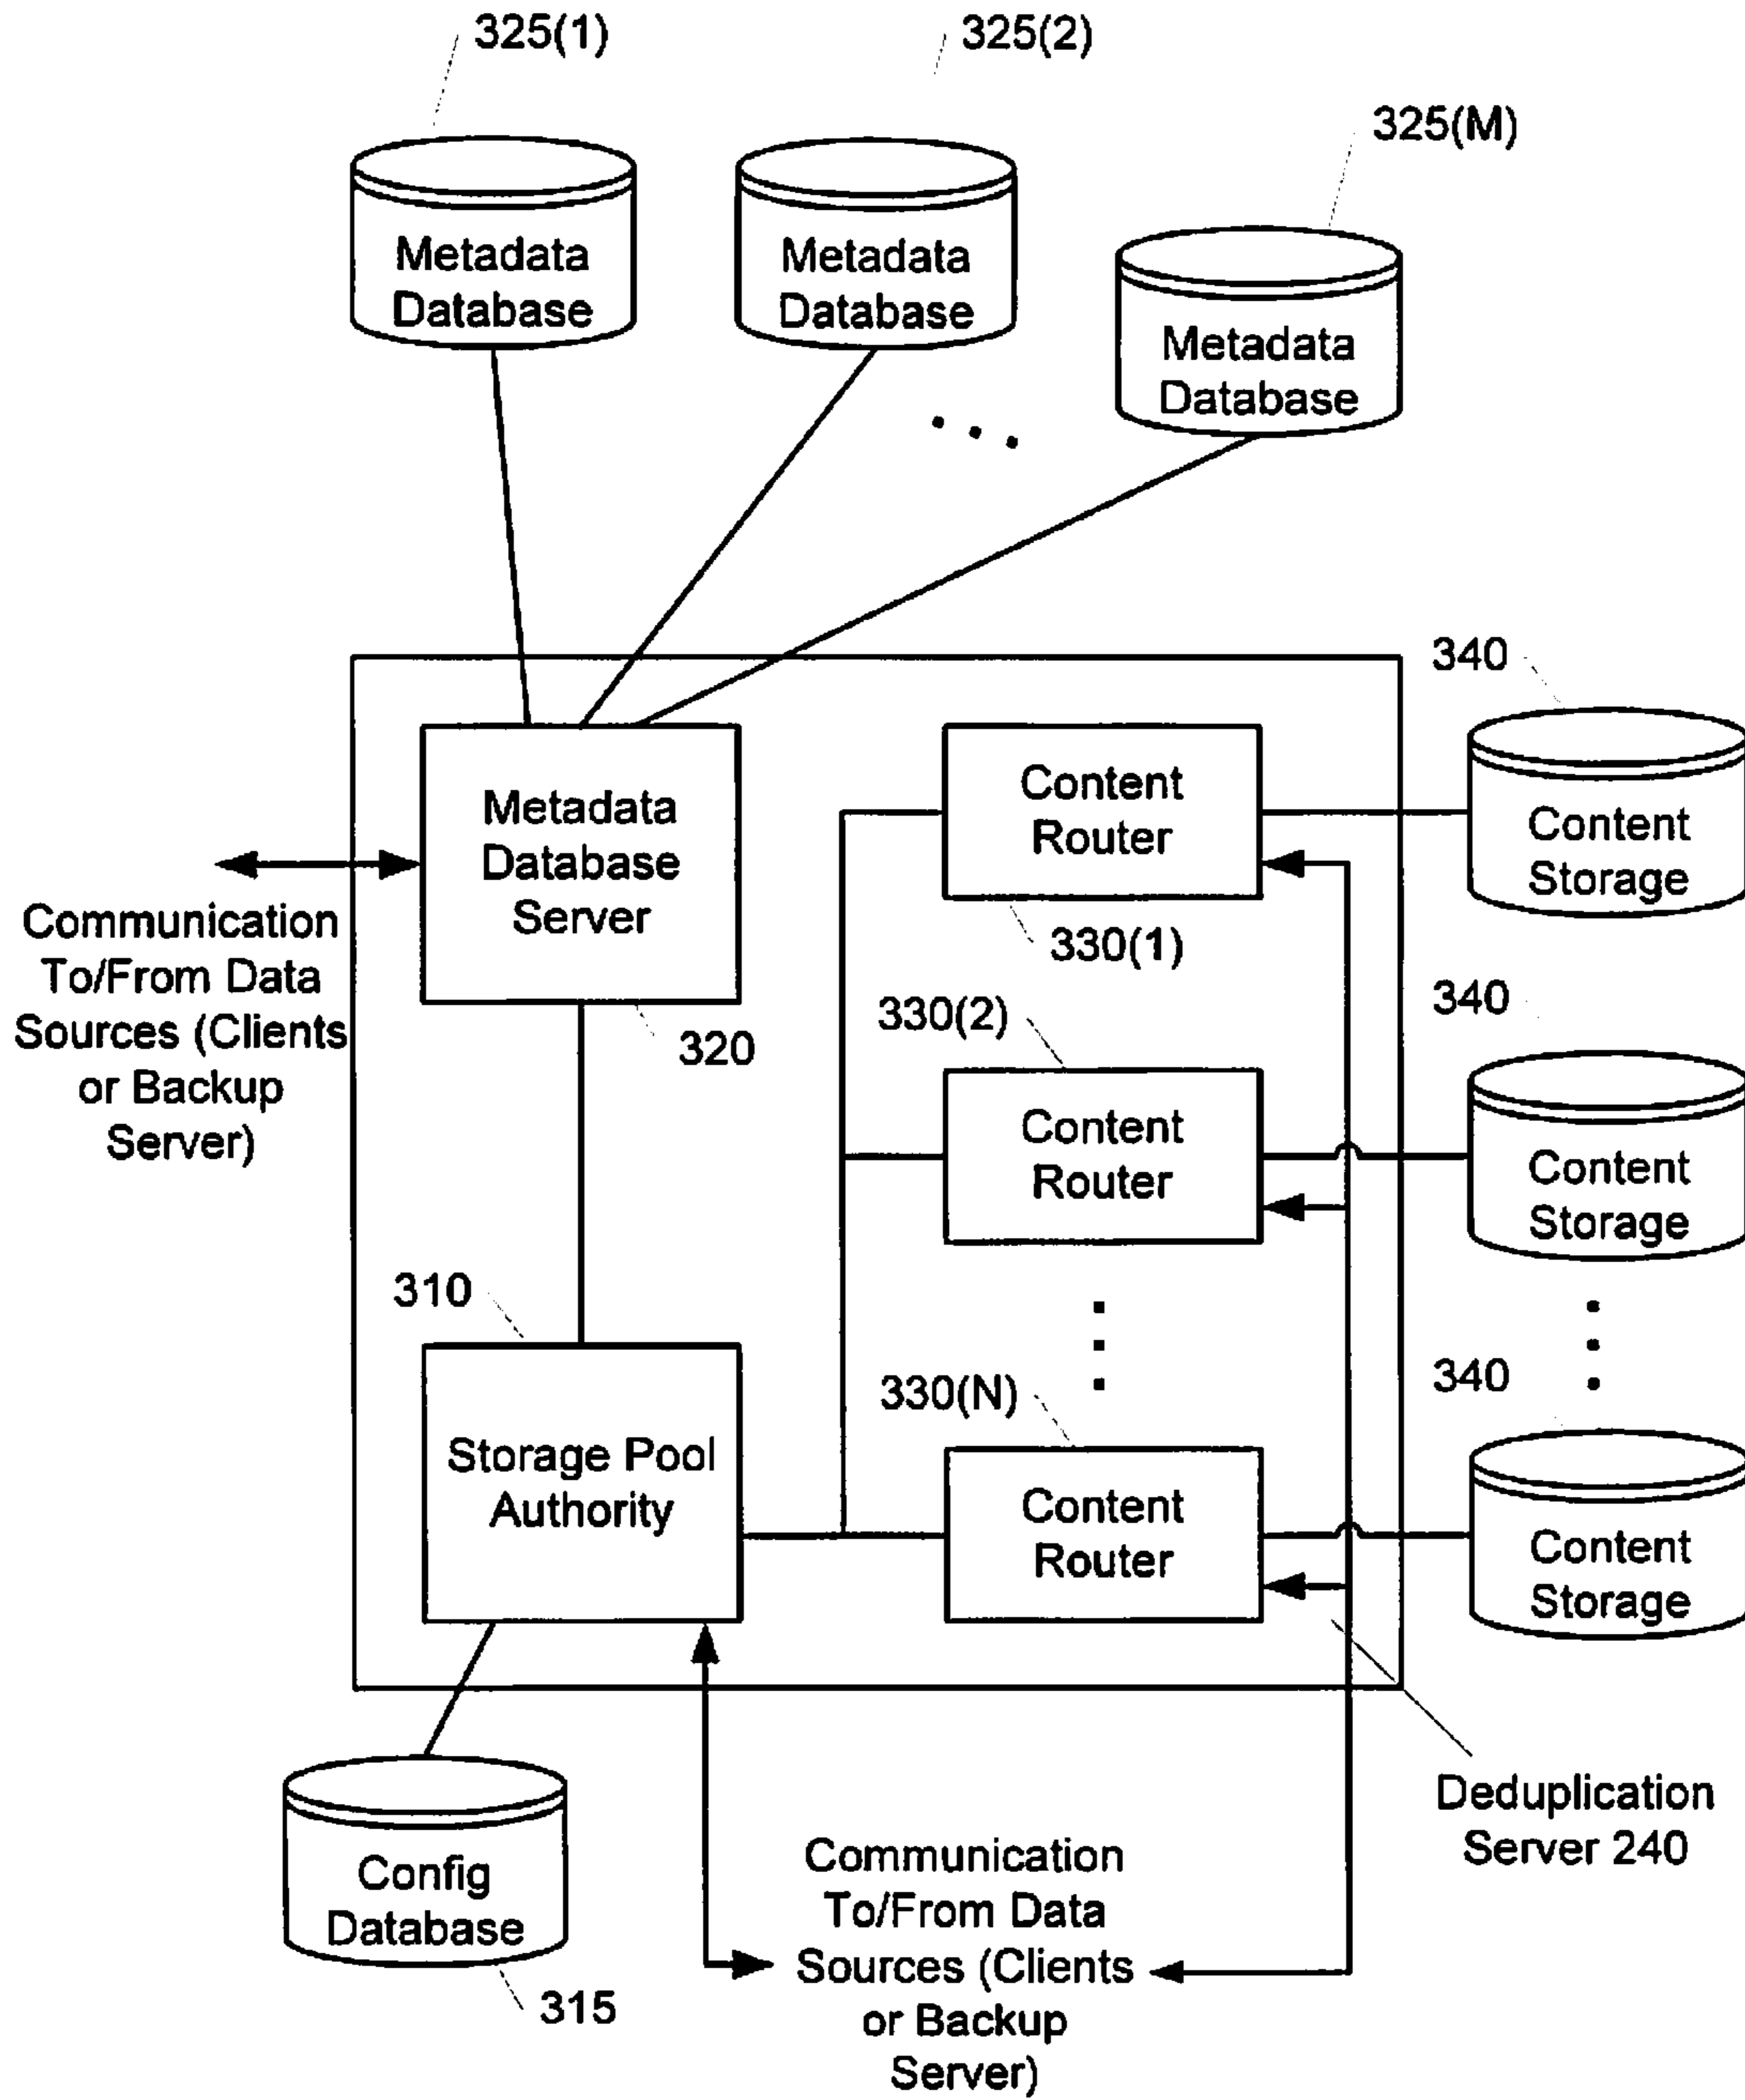 325(1)
325(2)
325(M)
Metadata
Database
Metadata
Database
Metadata
Database
340
Metadata
Database
Server
Content
Router
Content
Storage
330(1)
Communication
To/From Data
Sources (Clients
or Backup
Server)
320
330(2)
340
Content
Router
Content
Storage
310
330(N)
340
Storage Pool
Authority
Content
Router
Content
Storage
Config
Database
315
Communication
To/From Data
Sources (Clients
or Backup
Server)
Deduplication
Server 240